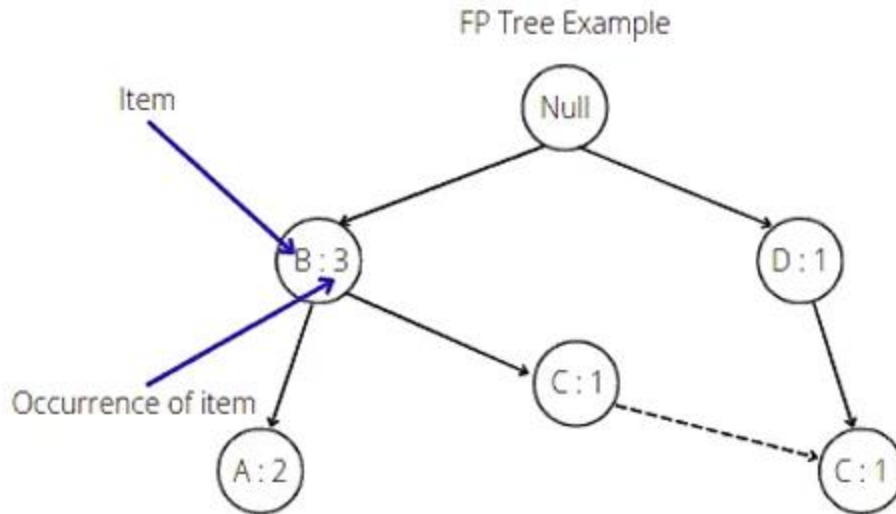 FP Tree Example
Item
Null
B : 3
D : 1
Occurrence of item
C : 1
A : 2
C : 1